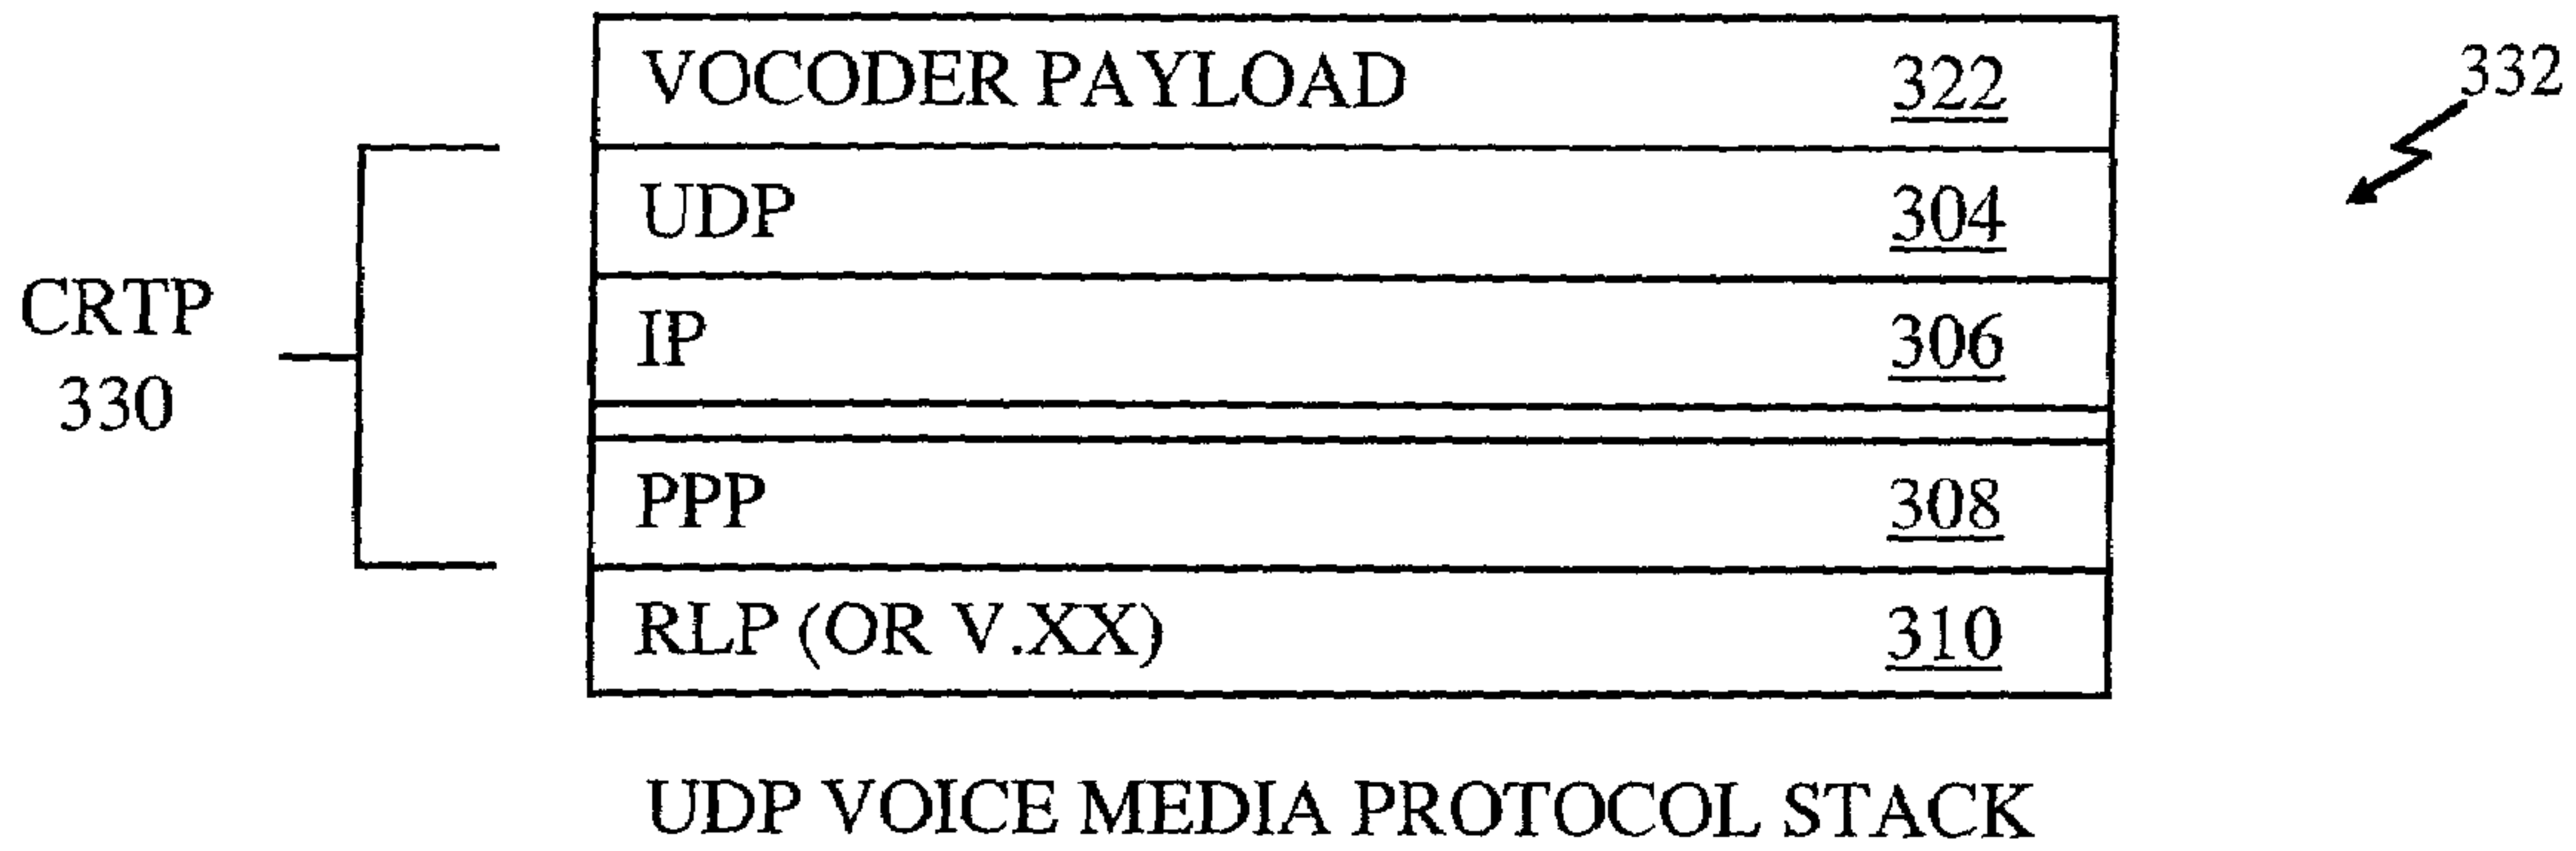 VOCODER PAYLOAD 322
332
UDP 304
CRTP
330
IP 306
PPP 308
RLP (OR V.XX) 310
UDP VOICE MEDIA PROTOCOL STACK